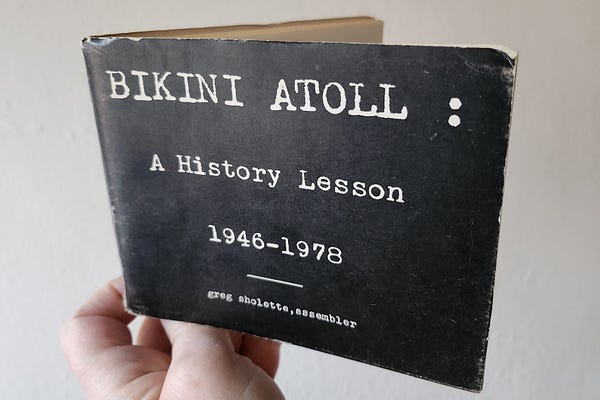 BIKINI ATOLL :
A History Lesson
1946-1978
greg sholette,assembler